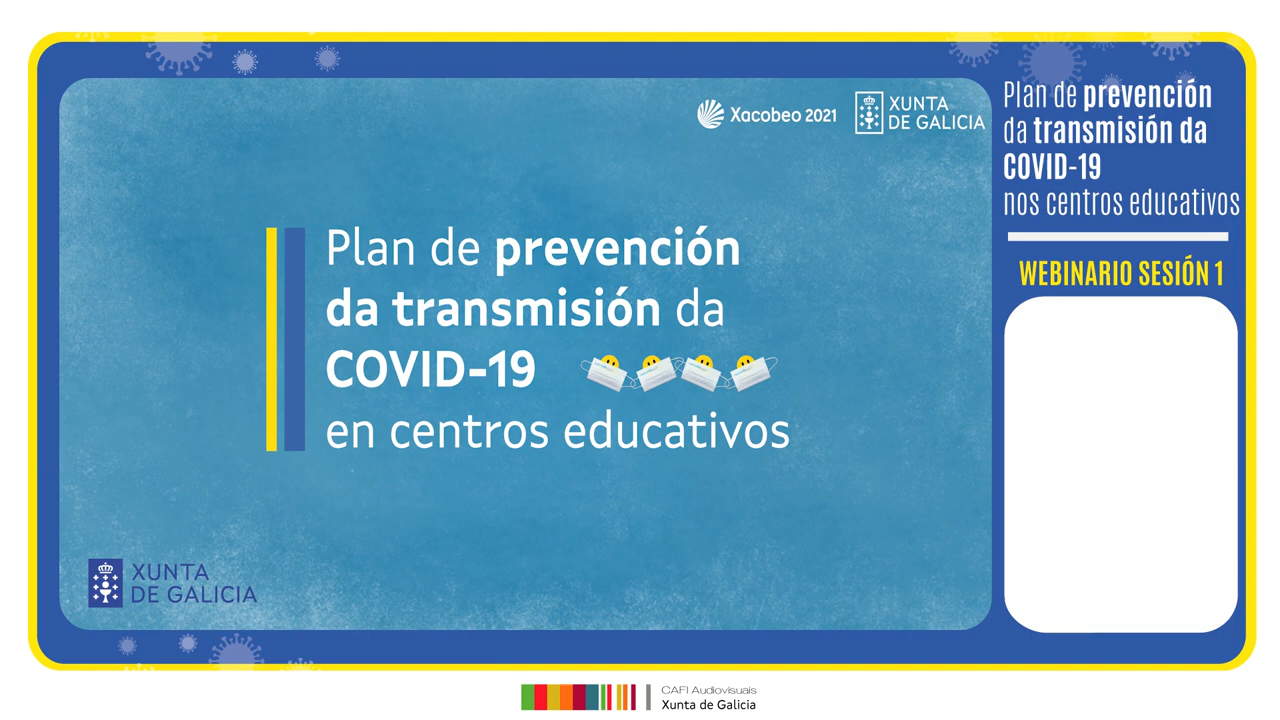 Xacobeo 2021
XUNTA
DE GALICIA
Plan de prevención
da transmisión da
COVID-19
en centros educativos
XUNTA
DE GALICIA
Plan de prevención
da transmisión da
COVID-19
nos centros educativos
WEBINARIO SESIÓN 1
CAFI Audiovisuais
Xunta de Galicia